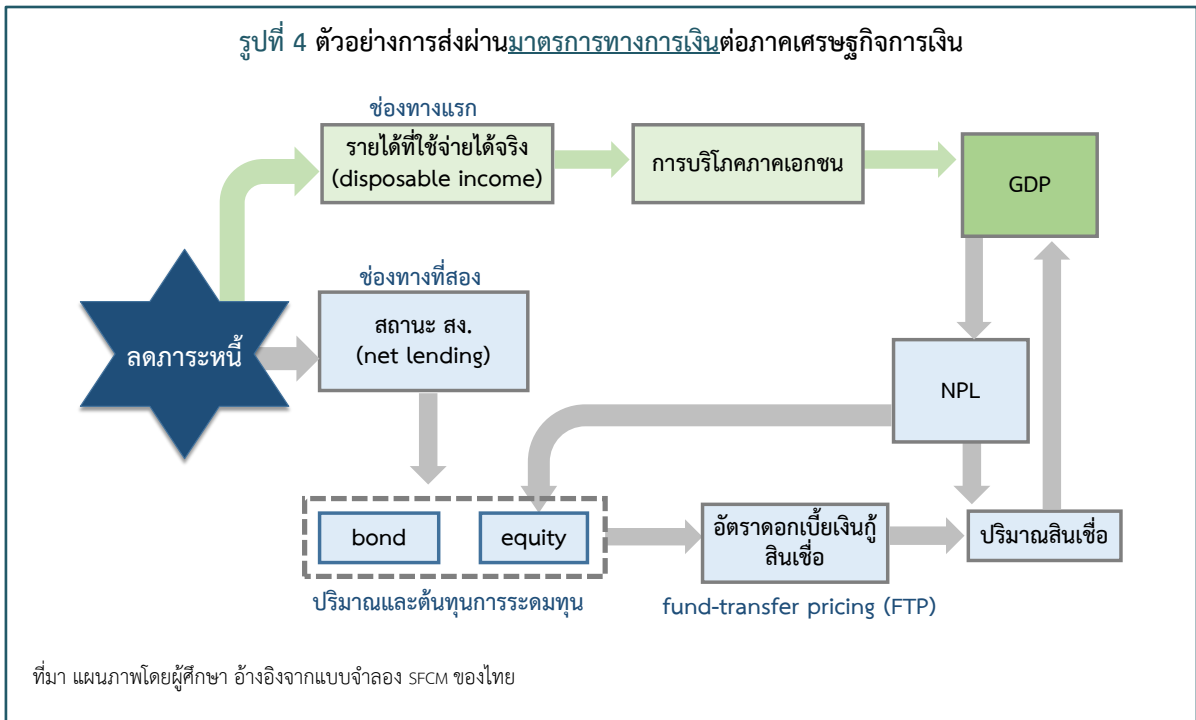 รูปที่ 4 ตัวอย่างการส่งผ่านมาตรการทางการเงินต่อภาคเศรษฐกิจการเงิน
ช่องทางแรก
รายได้ที่ใช้จ่ายได้จริง
(disposable income)
การบริโภคภาคเอกชน
GDP
ช่องทางที่สอง
สถานะ สง.
(net lending)
ลดภาระหนี้
NPL
bond
equity
อัตราดอกเบี้ยเงินกู้
สินเชื่อ
ปริมาณสินเชื่อ
ปริมาณและต้นทุนการระดมทุน
fund-transfer pricing (FTP)
ที่มา แผนภาพโดยผู้ศึกษา อ้างอิงจากแบบจำลอง SFCM ของไทย